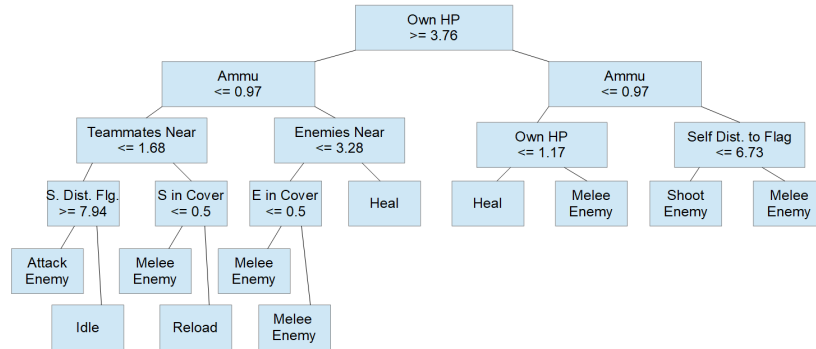 Own HP
>= 3.76
Ammu
<= 0.97
Ammu
<= 0.97
Teammates Near
<= 1.68
Enemies Near
<= 3.28
Own HP
<= 1.17
Self Dist. to Flag
<= 6.73
S. Dist. Flg.
>= 7.94
S in Cover
<= 0.5
E in Cover
<= 0.5
Heal
Heal
Melee
Enemy
Shoot
Enemy
Melee
Enemy
Attack
Enemy
Melee
Enemy
Melee
Enemy
Idle
Reload
Melee
Enemy